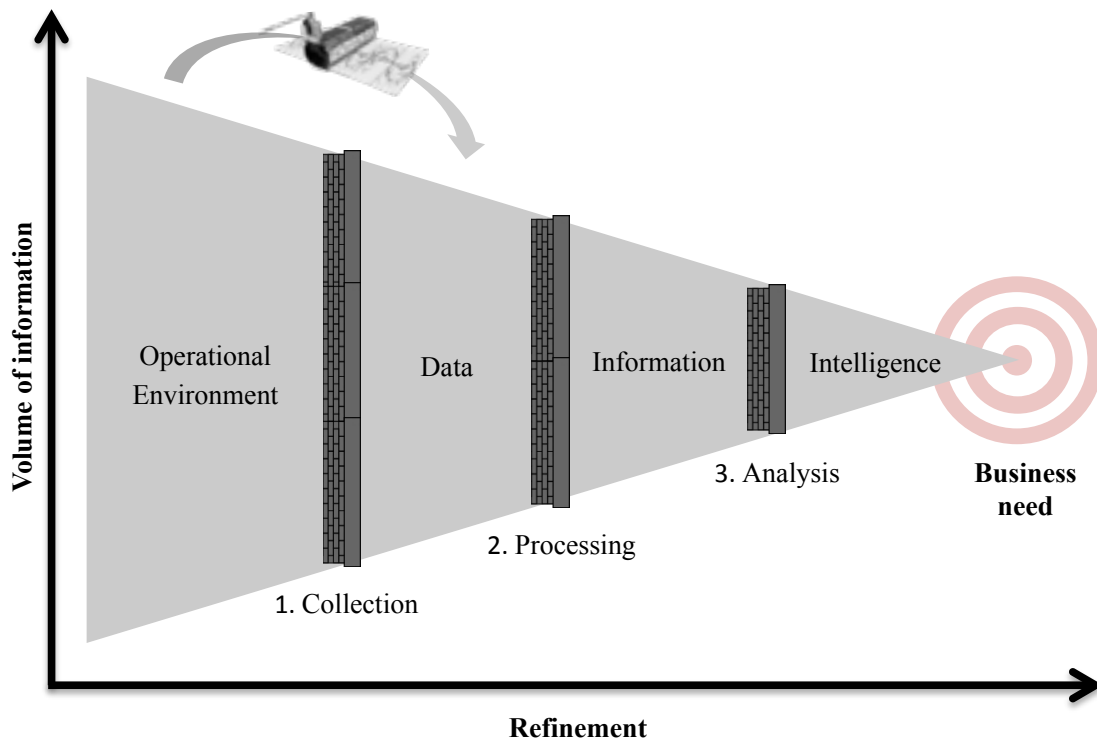 Volume of information
Operational
Environment
Data
Information
Intelligence
1. Collection
2. Processing
3. Analysis
Business
need
Refinement